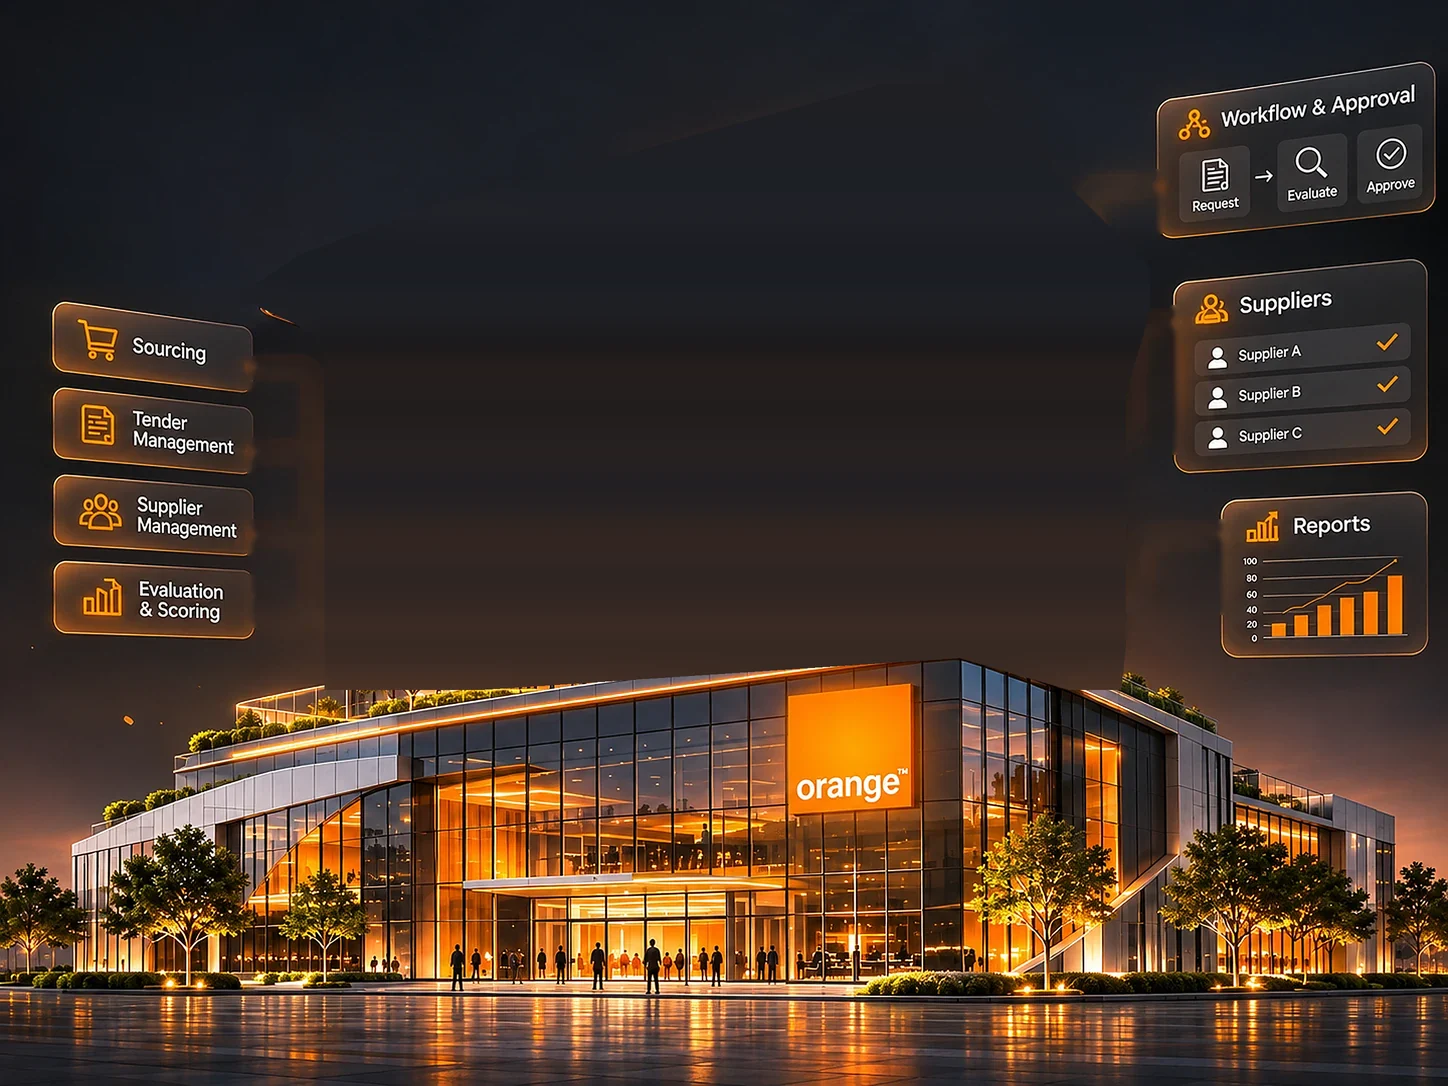 Workflow & Approval
Request
Evaluate
Approve
Suppliers
Supplier A
Supplier B
Supplier C
Reports
100
80
60
40
20
0
Sourcing
Tender
Management
Supplier
Management
Evaluation
& Scoring
orange™